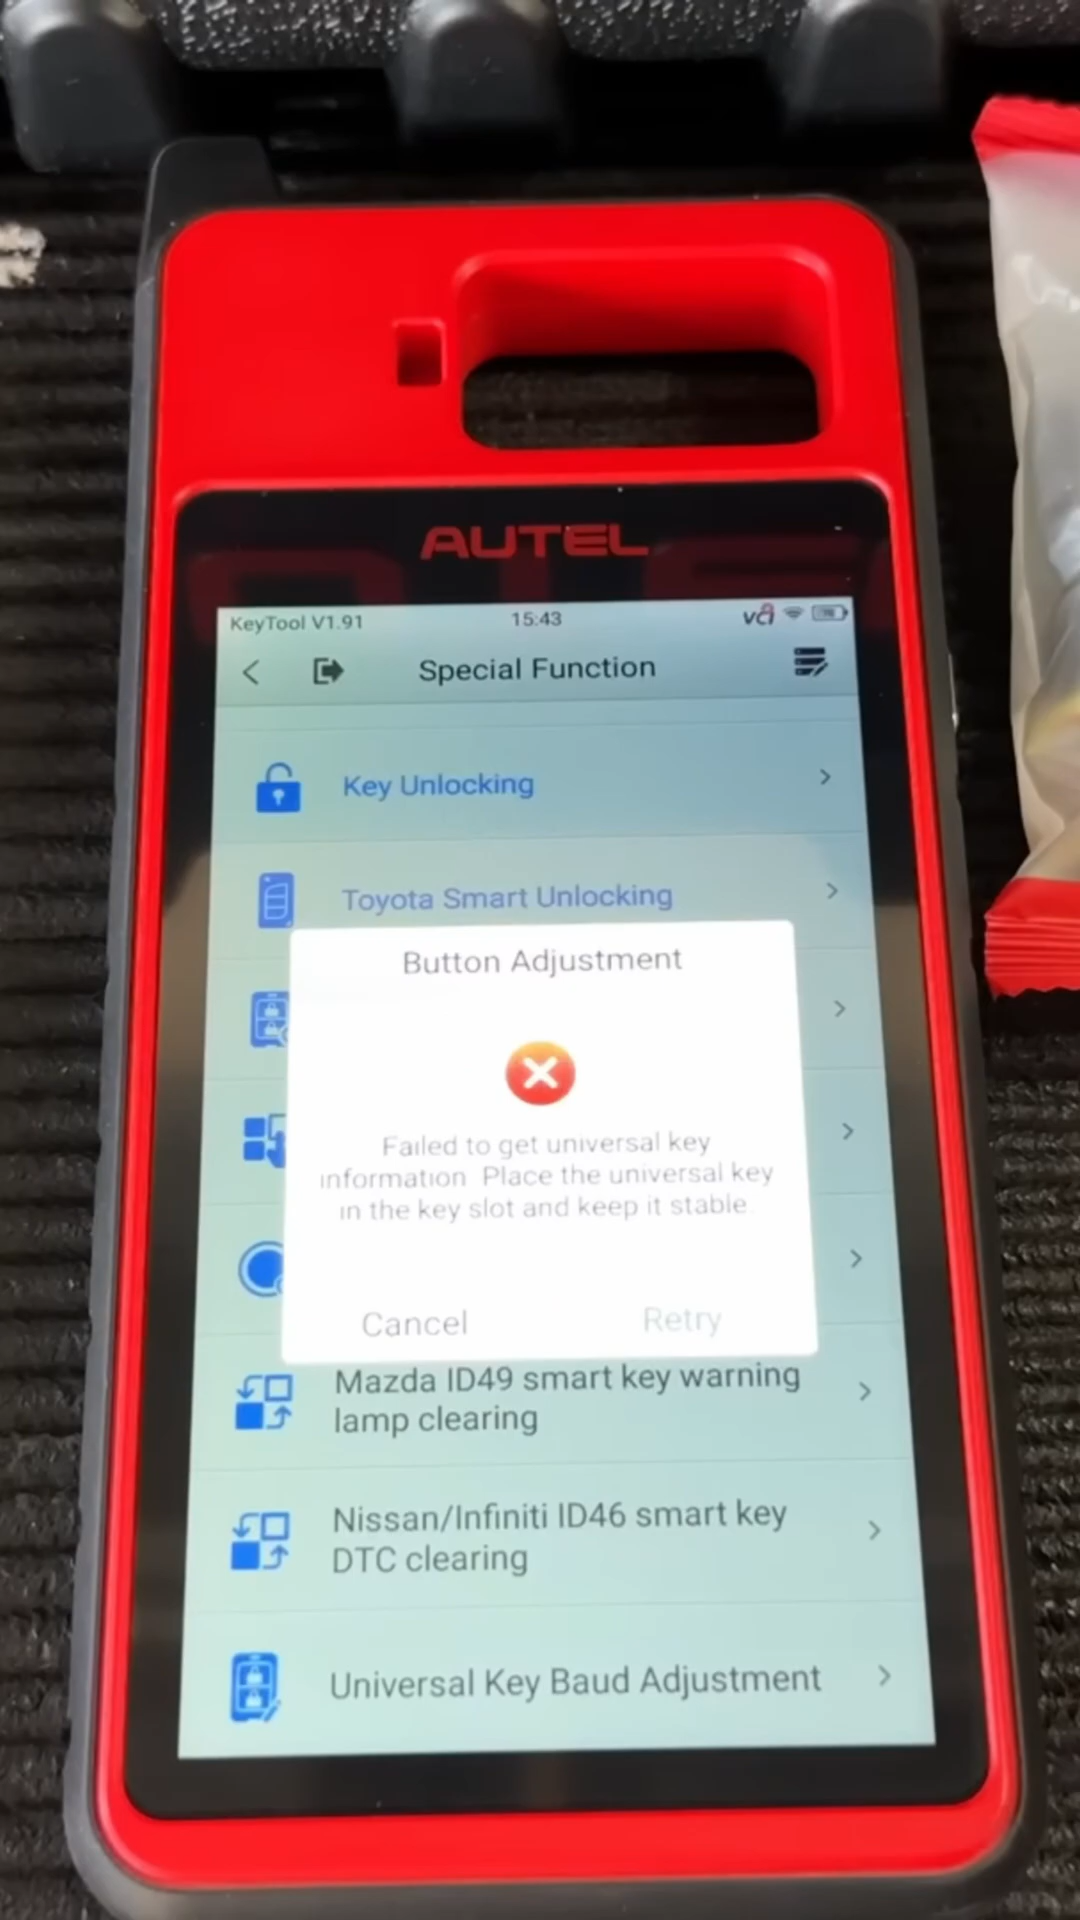 AUTEL
KeyTool V1.91
15:43
VCI
Special Function
Key Unlocking
Toyota Smart Unlocking
Button Adjustment
Failed to get universal key
information. Place the universal key
in the key slot and keep it stable.
Cancel
Retry
Mazda ID49 smart key warning
lamp clearing
Nissan/Infiniti ID46 smart key
DTC clearing
Universal Key Baud Adjustment